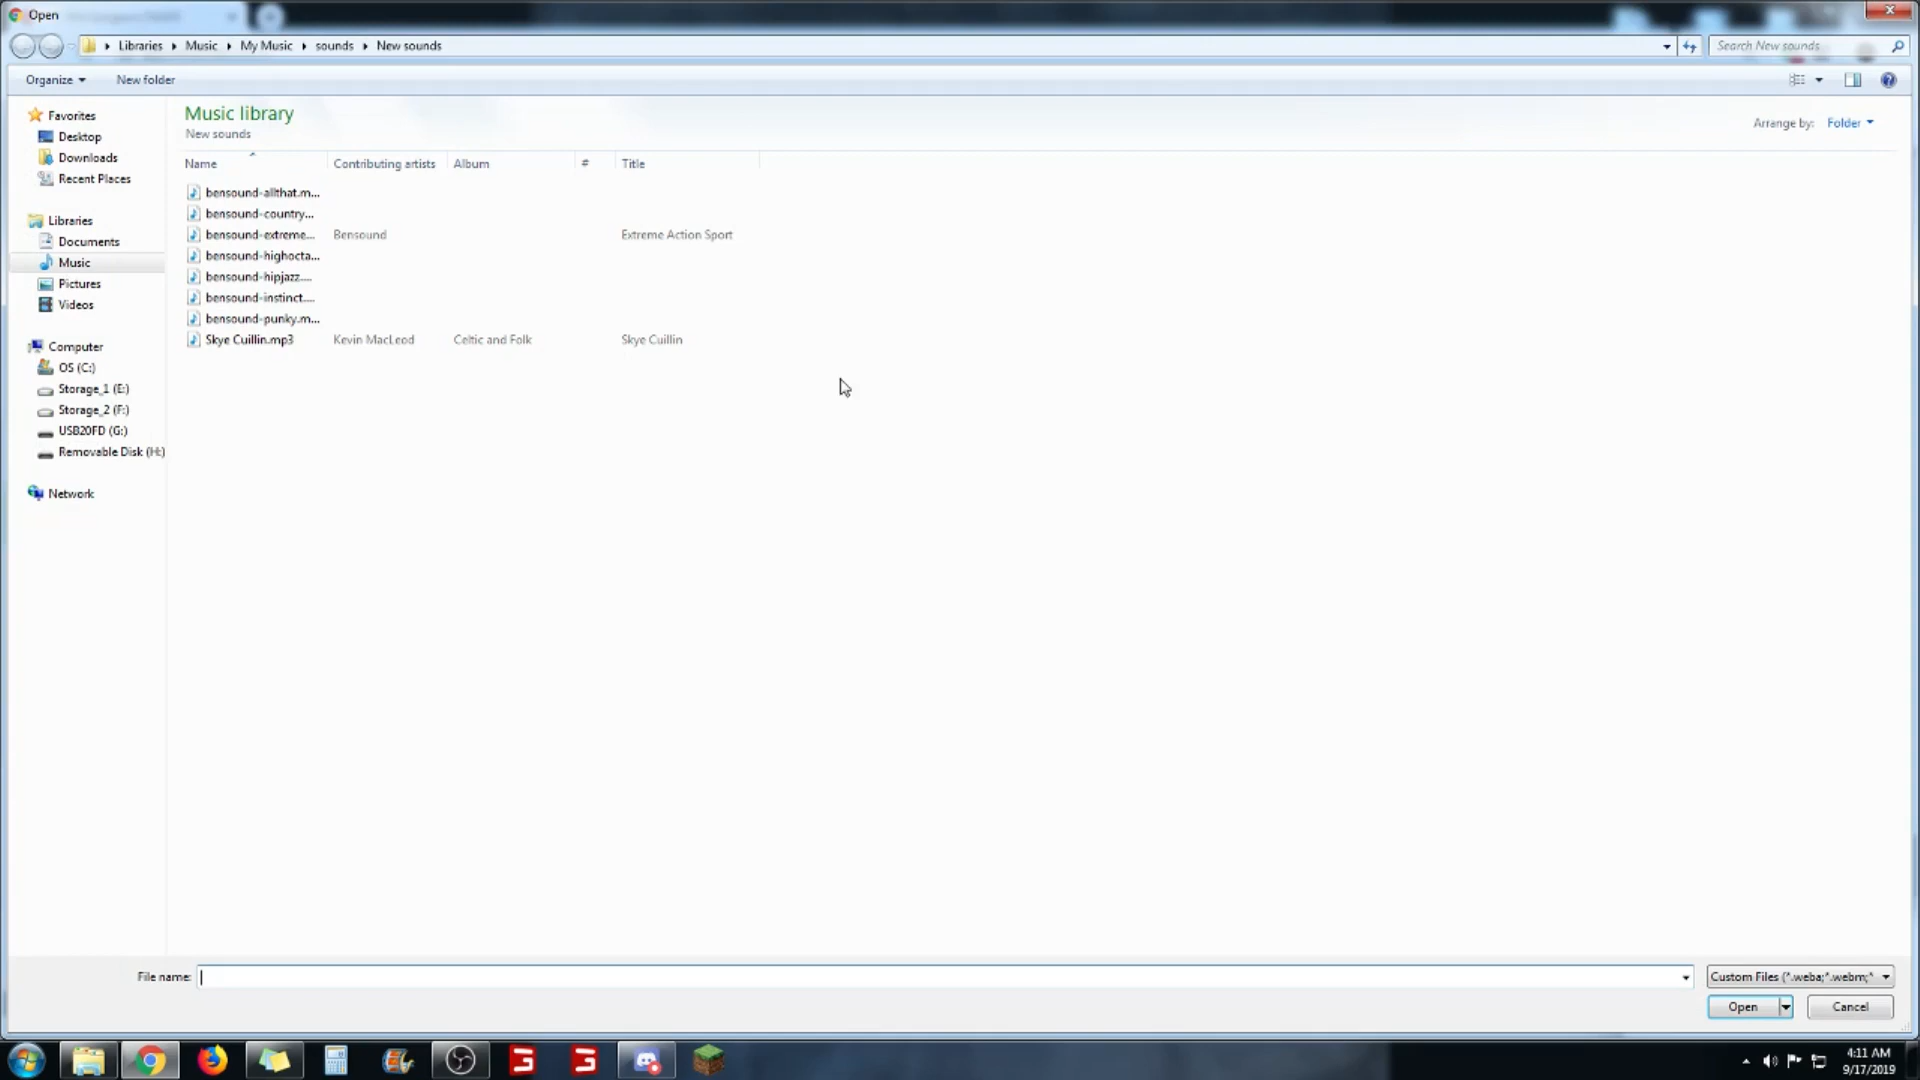 Open
Libraries Music My Music sounds New sounds
Search New sounds
Organize New folder
Favorites
Desktop
Downloads
Recent Places
Libraries
Documents
Music
Pictures
Videos
Computer
OS (C:)
Storage_1 (E:)
Storage_2 (F:)
USB20FD (G:)
Removable Disk (H:)
Network
Music library
New sounds
Arrange by: Folder
Name Contributing artists Album # Title
bensound-allthat.m...
bensound-country...
bensound-extreme... Bensound Extreme Action Sport
bensound-highocta...
bensound-hipjazz....
bensound-instinct....
bensound-punky.m...
Skye Cuillin.mp3 Kevin MacLeod Celtic and Folk Skye Cuillin
File name:
Custom Files (*.weba;*.webm;*
Open Cancel
4:11 AM
9/17/2019